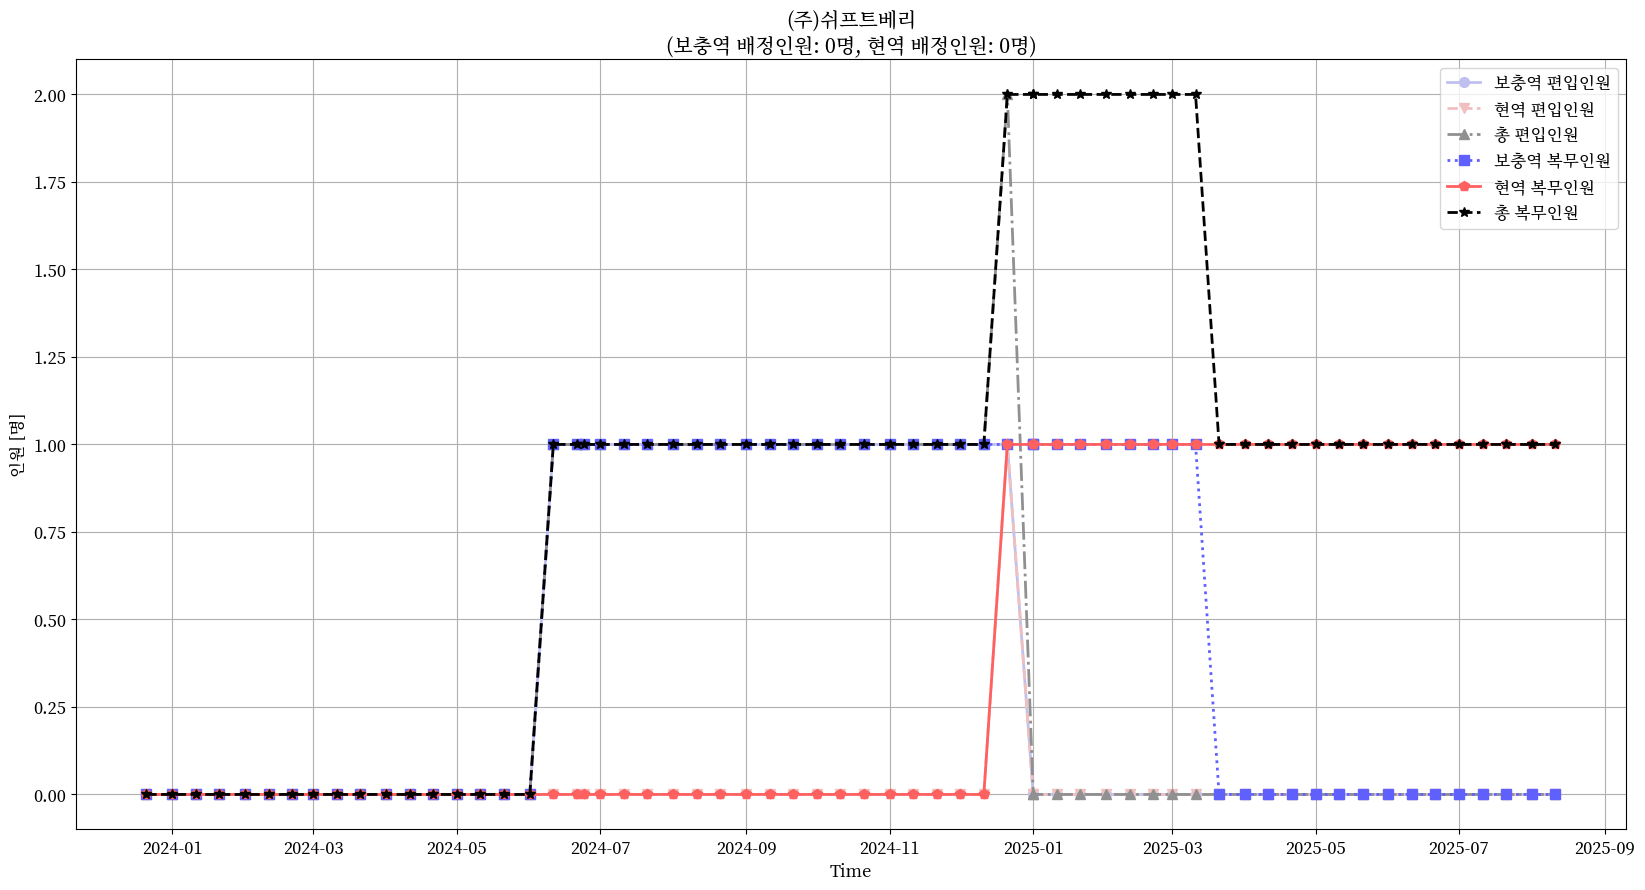 (주)쉬프트베리
(보충역 배정인원: 0명, 현역 배정인원: 0명)
보충역 편입인원
현역 편입인원
총 편입인원
보충역 복무인원
현역 복무인원
총 복무인원
인원 [명]
2.00
1.75
1.50
1.25
1.00
0.75
0.50
0.25
0.00
2024-01 2024-03 2024-05 2024-07 2024-09 2024-11 2025-01 2025-03 2025-05 2025-07 2025-09
Time